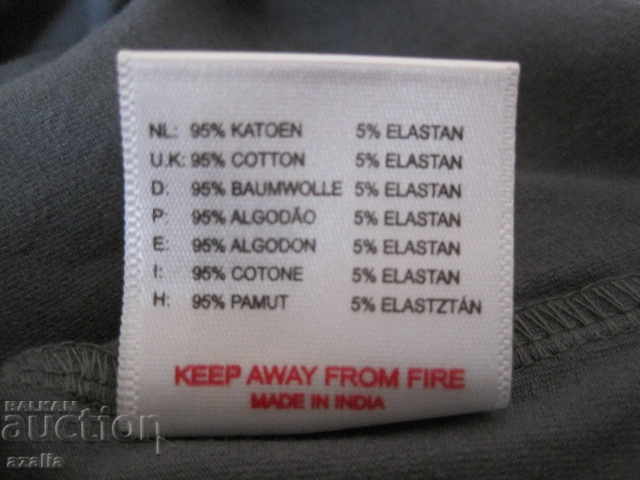 NL: 95% KATOEN 5% ELASTAN
U.K: 95% COTTON 5% ELASTAN
D: 95% BAUMWOLLE 5% ELASTAN
P: 95% ALGODÃO 5% ELASTAN
E: 95% ALGODON 5% ELASTAN
I: 95% COTONE 5% ELASTAN
H: 95% PAMUT 5% ELASTZTÁN
KEEP AWAY FROM FIRE
MADE IN INDIA
BALKAN
auction
azalia